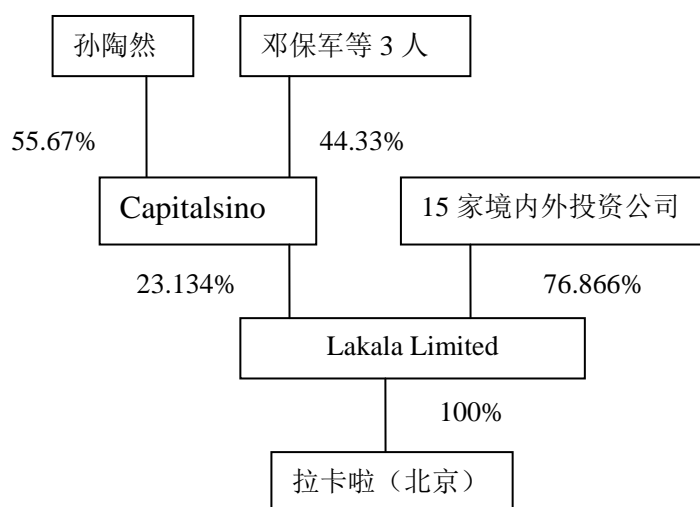 孙陶然
邓保军等 3 人
55.67%
44.33%
Capitalsino
15 家境内外投资公司
23.134%
76.866%
Lakala Limited
100%
拉卡啦（北京）